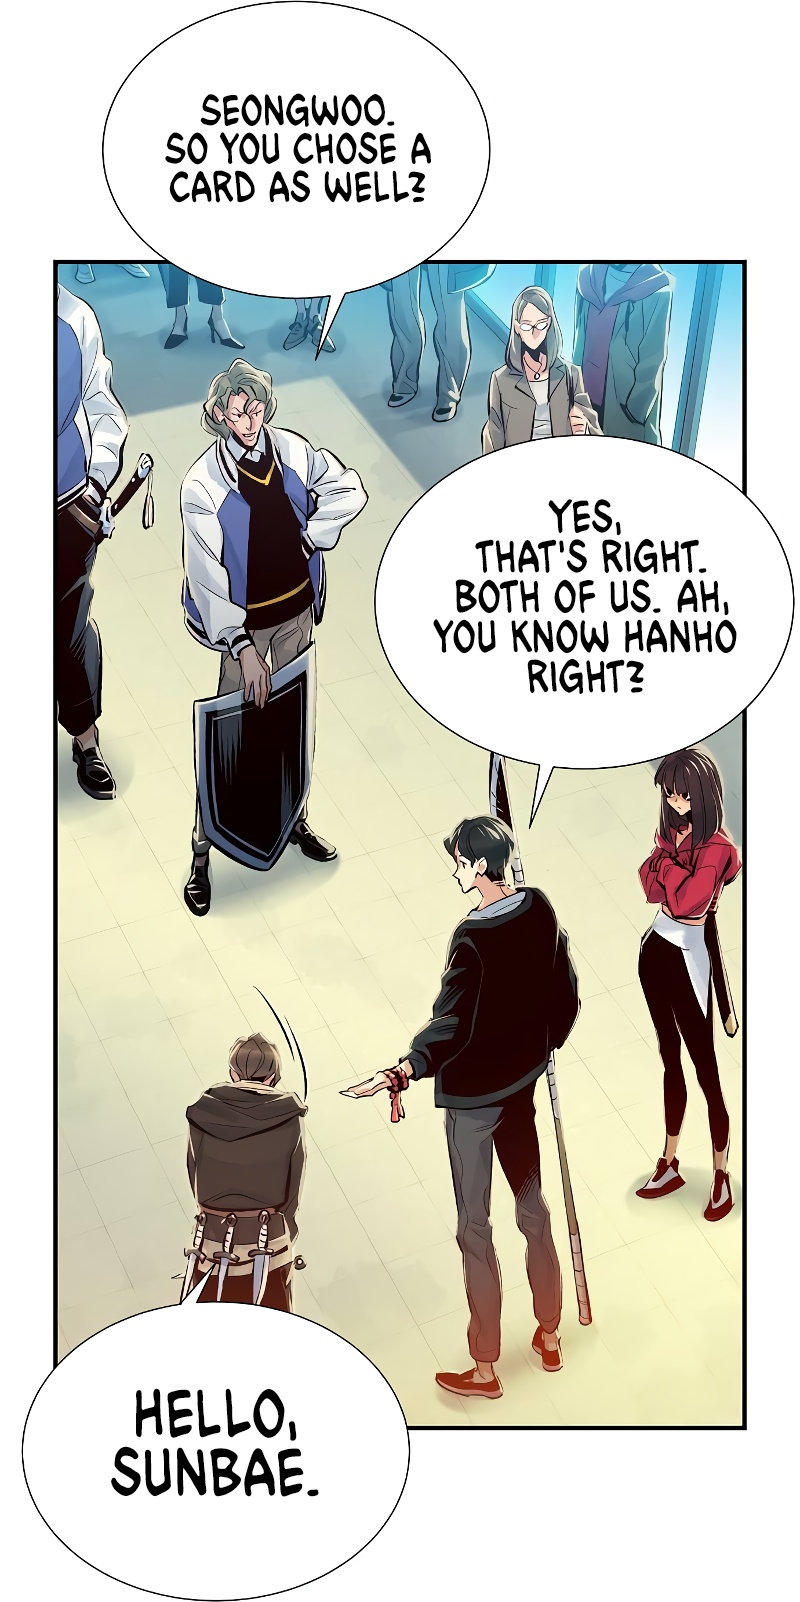 SEONGWOO.
SO YOU CHOSE A
CARD AS WELL?
YES,
THAT'S RIGHT.
BOTH OF US. AH,
YOU KNOW HANHO
RIGHT?
HELLO,
SUNBAE.